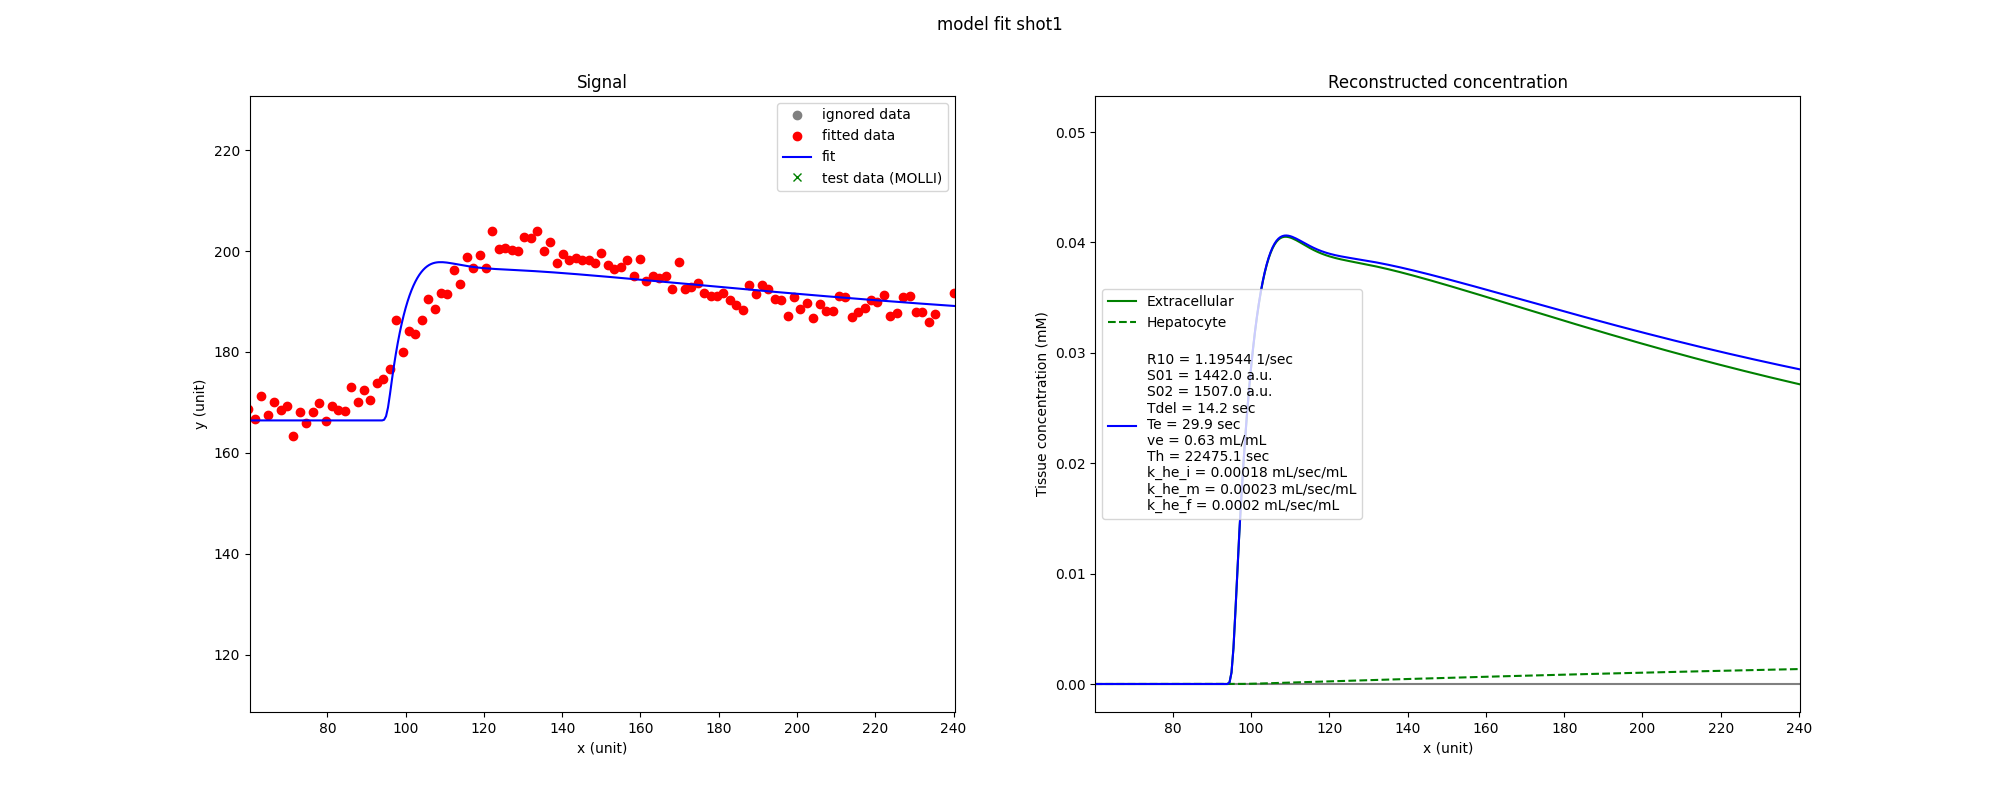 model fit shot1
Signal
ignored data
fitted data
fit
test data (MOLLI)
220
200
180
160
140
120
y (unit)
80 100 120 140 160 180 200 220 240
x (unit)
Reconstructed concentration
0.05
0.04
0.03
0.02
0.01
0.00
Tissue concentration (mM)
Extracellular
Hepatocyte
R10 = 1.19544 1/sec
S01 = 1442.0 a.u.
S02 = 1507.0 a.u.
Tdel = 14.2 sec
Te = 29.9 sec
ve = 0.63 mL/mL
Th = 22475.1 sec
k_he_i = 0.00018 mL/sec/mL
k_he_m = 0.00023 mL/sec/mL
k_he_f = 0.0002 mL/sec/mL
80 100 120 140 160 180 200 220 240
x (unit)